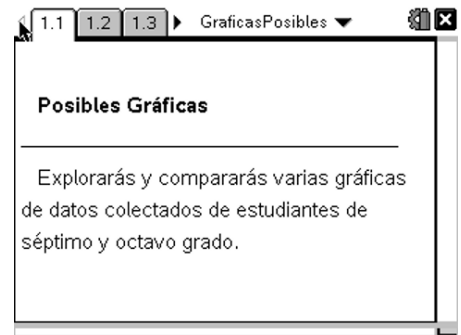 1.1 1.2 1.3 GraficasPosibles
Posibles Gráficas
Explorarás y compararás varias gráficas
de datos colectados de estudiantes de
séptimo y octavo grado.